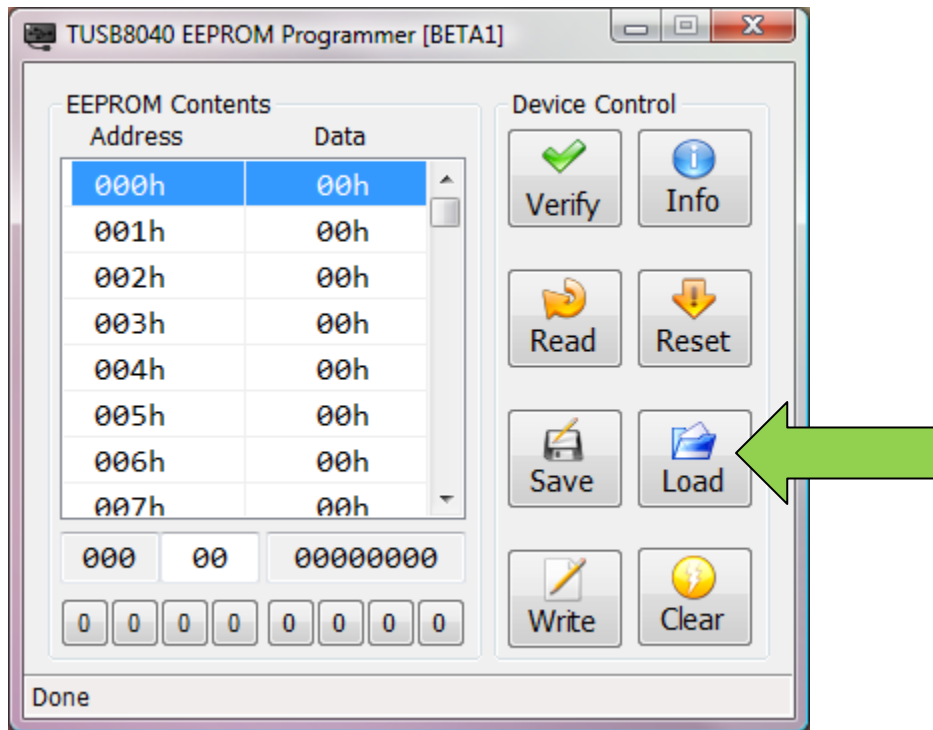 TUSB8040 EEPROM Programmer [BETA1]
EEPROM Contents
Address Data
000h 00h
001h 00h
002h 00h
003h 00h
004h 00h
005h 00h
006h 00h
007h 00h
000 00 00000000
0 0 0 0 0 0 0 0
Device Control
Verify Info
Read Reset
Save Load
Write Clear
Done